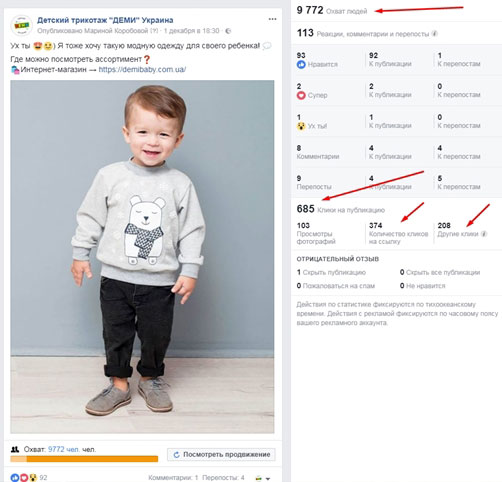 Детский трикотаж "ДЕМИ" Украина
Опубликовано Мариной Коробовой [?] · 1 декабря в 18:30 ·
Ух ты 😍😉) Я тоже хочу такую модную одежду для своего ребенка! 💭
Где можно посмотреть ассортимент❓
Интернет-магазин → https://demibaby.com.ua/
Охват: 9772 чел. чел.
Посмотреть продвижение
92
Комментарии: 1 Перепосты: 4
9 772 Охват людей
113 Реакции, комментарии и перепосты
93 92 1
Нравится К публикации К перепостам
2 2 0
Супер К публикации К перепостам
1 1 0
Ух ты! К публикации К перепостам
8 4 4
Комментарии К публикации К перепостам
9 4 5
Перепосты К публикации К перепостам
685 Клики на публикацию
103 374 208
Просмотры Количество кликов Другие клики
фотографий на ссылку
ОТРИЦАТЕЛЬНЫЙ ОТЗЫВ
1 Скрыть публикацию 0 Скрыть все публикации
0 Пожаловаться на спам 0 Не нравится
Действия по статистике фиксируются по тихоокеанскому
времени. Действия с рекламой фиксируются по часовому поясу
вашего рекламного аккаунта.